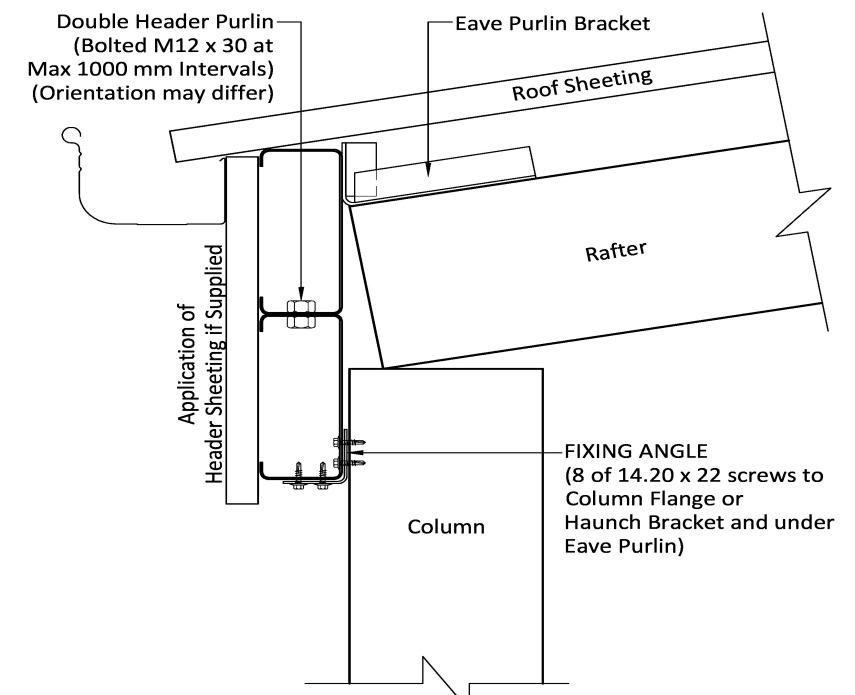 Double Header Purlin
(Bolted M12 x 30 at
Max 1000 mm Intervals)
(Orientation may differ)
Eave Purlin Bracket
Roof Sheeting
Rafter
Application of
Header Sheeting if Supplied
FIXING ANGLE
(8 of 14.20 x 22 screws to
Column Flange or
Haunch Bracket and under
Eave Purlin)
Column